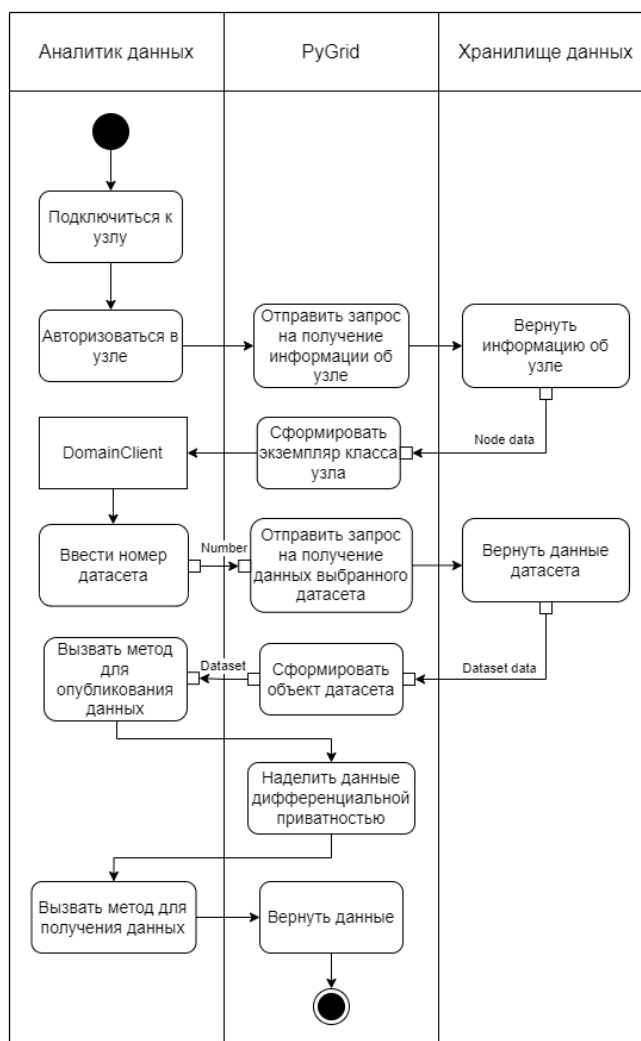 Аналитик данных
PyGrid
Хранилище данных
Подключиться к
узлу
Авторизоваться в
узле
Отправить запрос
на получение
информации об
узле
Вернуть
информацию об
узле
Node data
Сформировать
экземпляр класса
узла
DomainClient
Ввести номер
датасета
Number
Отправить запрос
на получение
данных выбранного
датасета
Вернуть данные
датасета
Dataset data
Сформировать
объект датасета
Dataset
Вызвать метод
для
опубликования
данных
Наделить данные
дифференциальной
приватностью
Вызвать метод для
получения данных
Вернуть данные